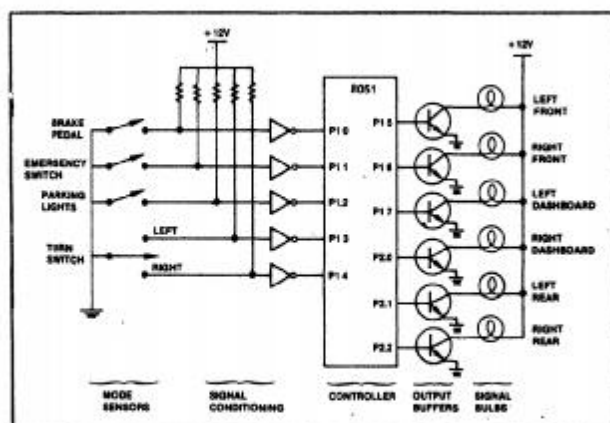 +12V
+12V
8051
BRAKE
PEDAL
EMERGENCY
SWITCH
PARKING
LIGHTS
LEFT
TURN
SWITCH
RIGHT
P1 0
P1 1
P1.2
P1 3
P1 4
P1 5
P1 6
P1 7
P2.0
P2.1
P2.2
LEFT
FRONT
RIGHT
FRONT
LEFT
DASHBOARD
RIGHT
DASHBOARD
LEFT
REAR
RIGHT
REAR
MODE
SENSORS
SIGNAL
CONDITIONING
CONTROLLER
OUTPUT
BUFFERS
SIGNAL
BULBS